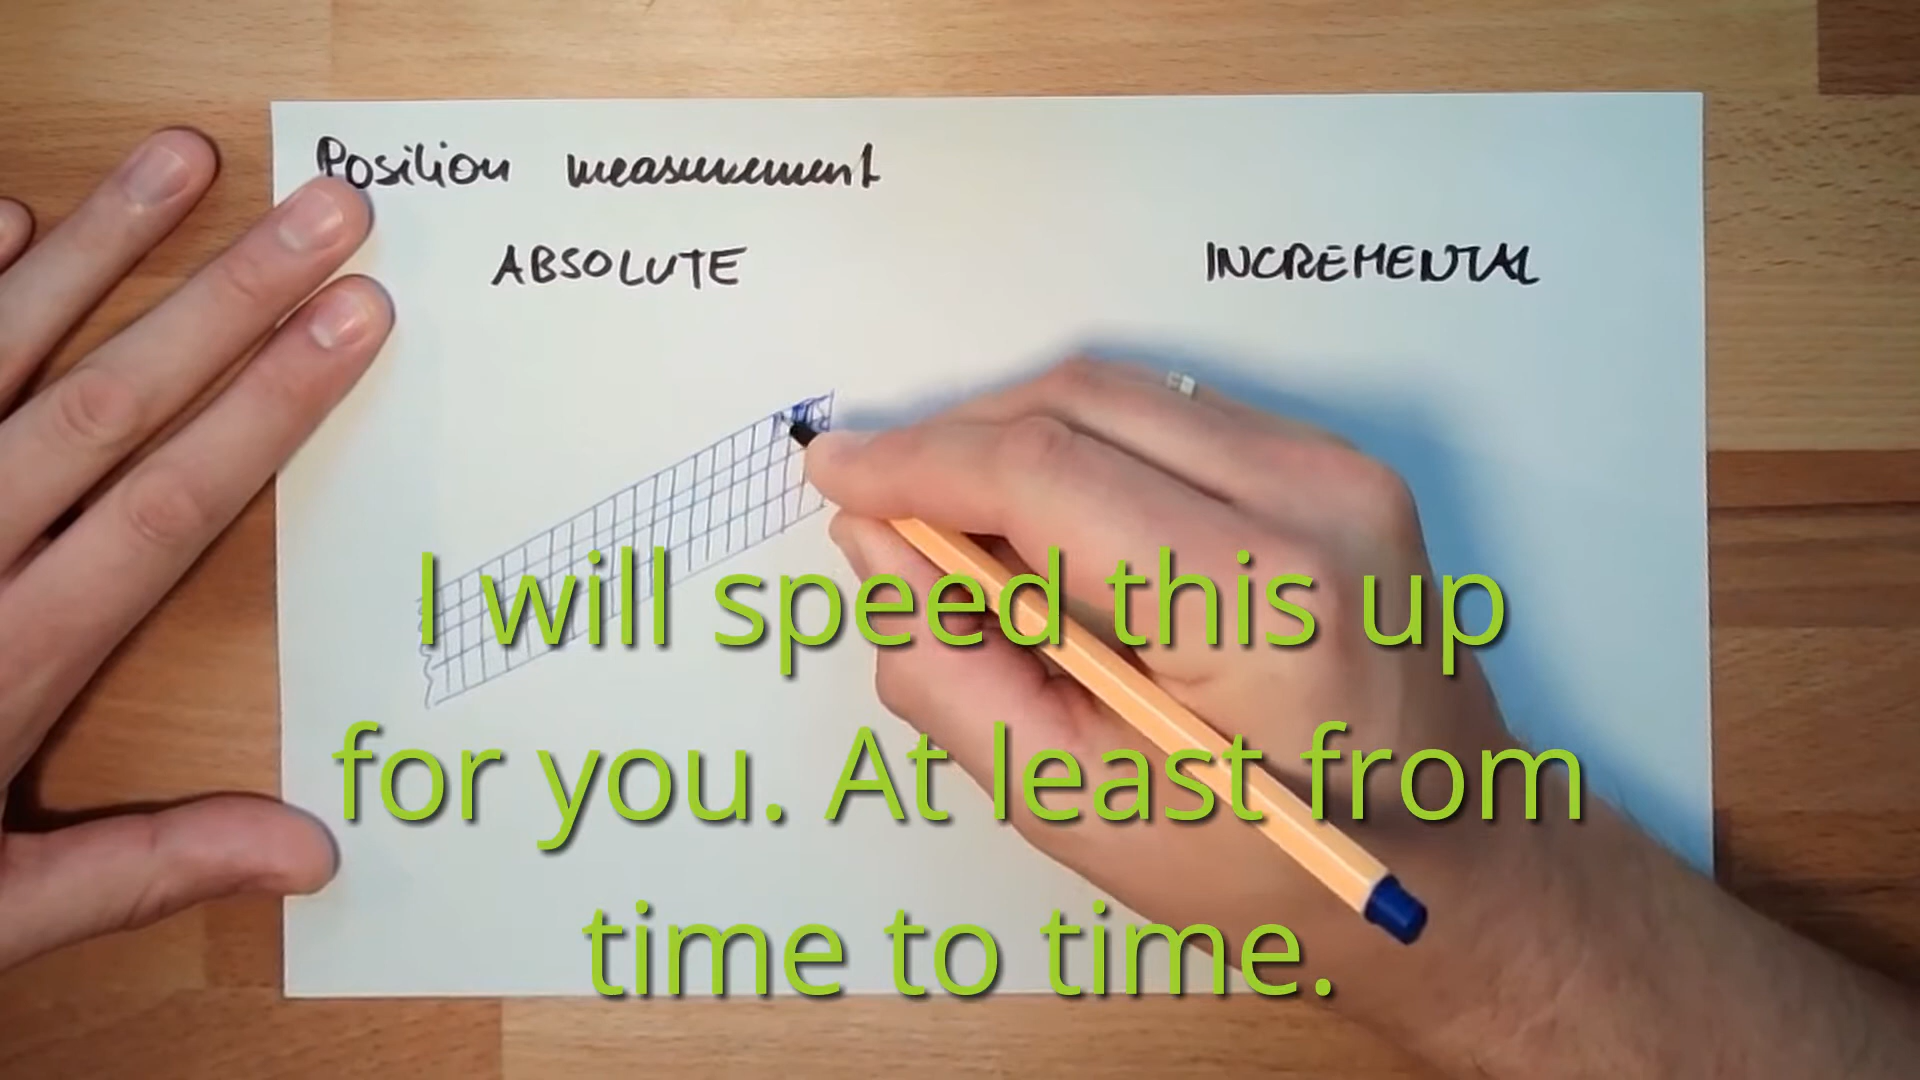 Position measurement
ABSOLUTE
INCREMENTAL
I will speed this up
for you. At least from
time to time.